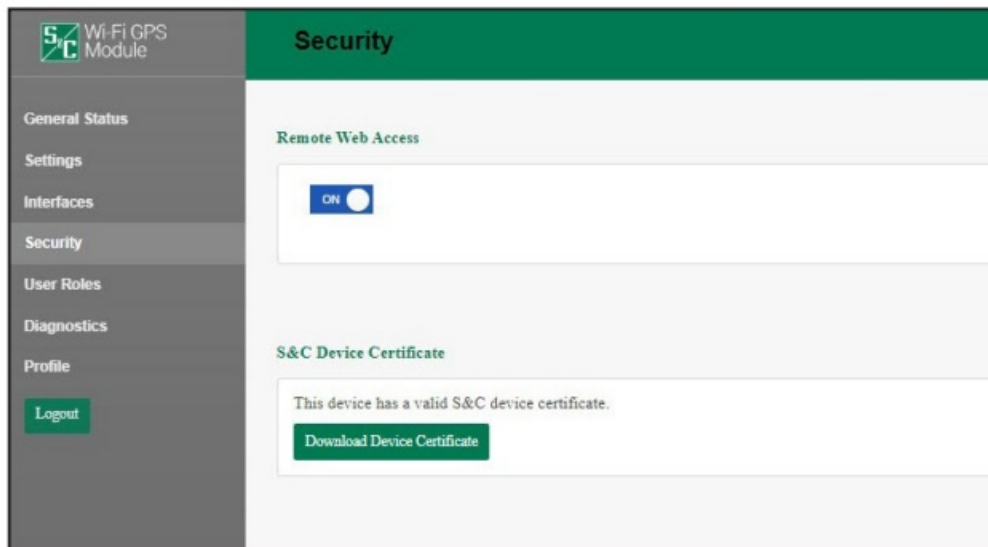 S&C Wi-Fi GPS
Module
Security
General Status
Settings
Interfaces
Security
User Roles
Diagnostics
Profile
Logout
Remote Web Access
ON
S&C Device Certificate
This device has a valid S&C device certificate.
Download Device Certificate